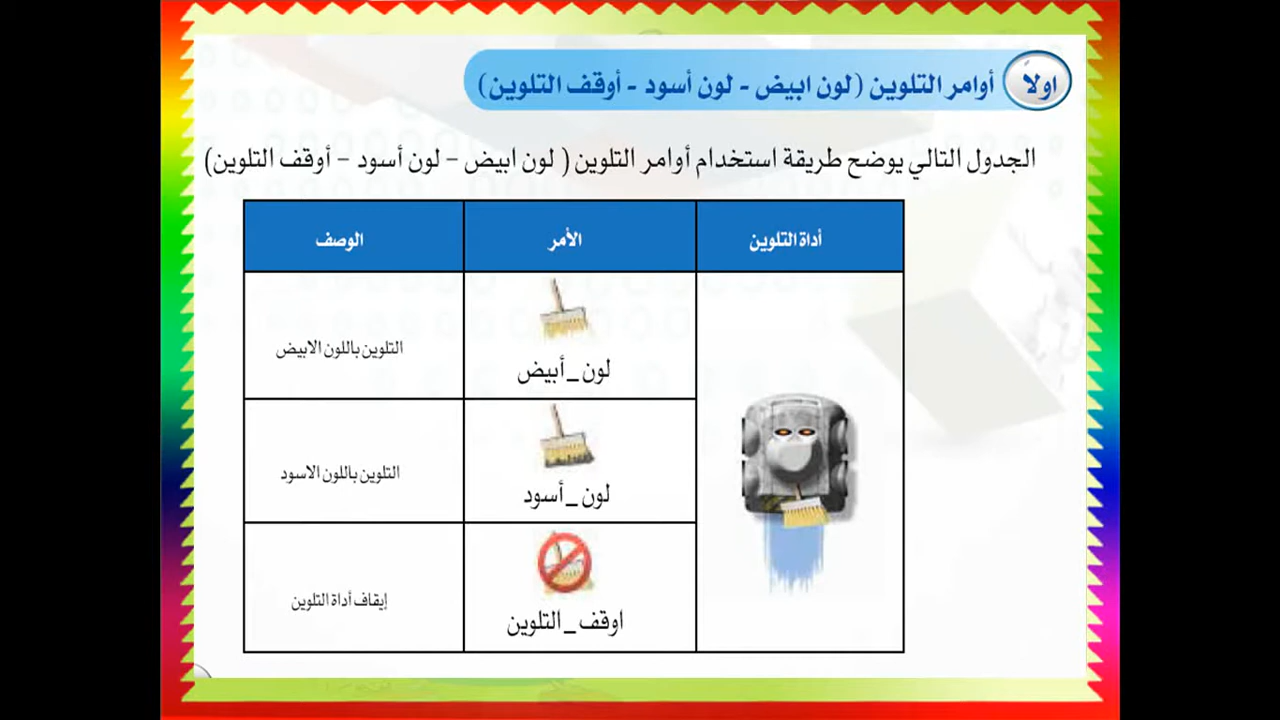 اولاً
أوامر التلوين (لون ابيض - لون أسود - أوقف التلوين)
الجدول التالي يوضح طريقة استخدام أوامر التلوين ( لون ابيض – لون أسود – أوقف التلوين)
أداة التلوين الأمر الوصف
لون_أبيض التلوين باللون الابيض
لون_أسود التلوين باللون الاسود
اوقف_التلوين إيقاف أداة التلوين